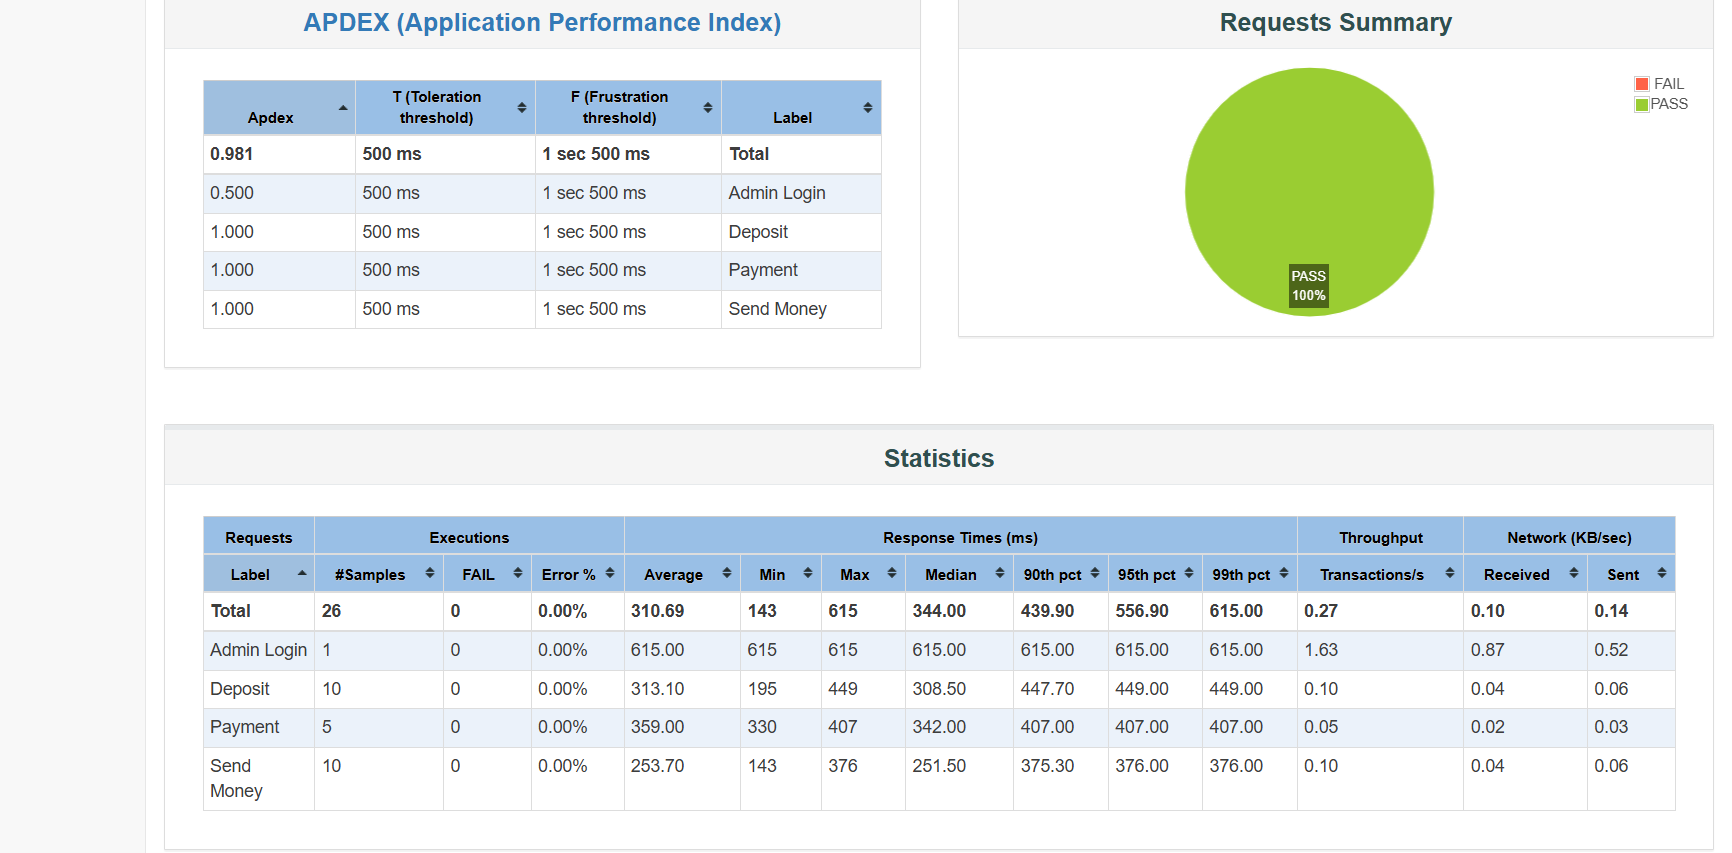 APDEX (Application Performance Index)
Apdex T (Toleration threshold) F (Frustration threshold) Label
0.981 500 ms 1 sec 500 ms Total
0.500 500 ms 1 sec 500 ms Admin Login
1.000 500 ms 1 sec 500 ms Deposit
1.000 500 ms 1 sec 500 ms Payment
1.000 500 ms 1 sec 500 ms Send Money
Requests Summary
FAIL
PASS
PASS
100%
Statistics
Requests Executions Response Times (ms) Throughput Network (KB/sec)
Label #Samples FAIL Error % Average Min Max Median 90th pct 95th pct 99th pct Transactions/s Received Sent
Total 26 0 0.00% 310.69 143 615 344.00 439.90 556.90 615.00 0.27 0.10 0.14
Admin Login 1 0 0.00% 615.00 615 615 615.00 615.00 615.00 615.00 1.63 0.87 0.52
Deposit 10 0 0.00% 313.10 195 449 308.50 447.70 449.00 449.00 0.10 0.04 0.06
Payment 5 0 0.00% 359.00 330 407 342.00 407.00 407.00 407.00 0.05 0.02 0.03
Send Money 10 0 0.00% 253.70 143 376 251.50 375.30 376.00 376.00 0.10 0.04 0.06